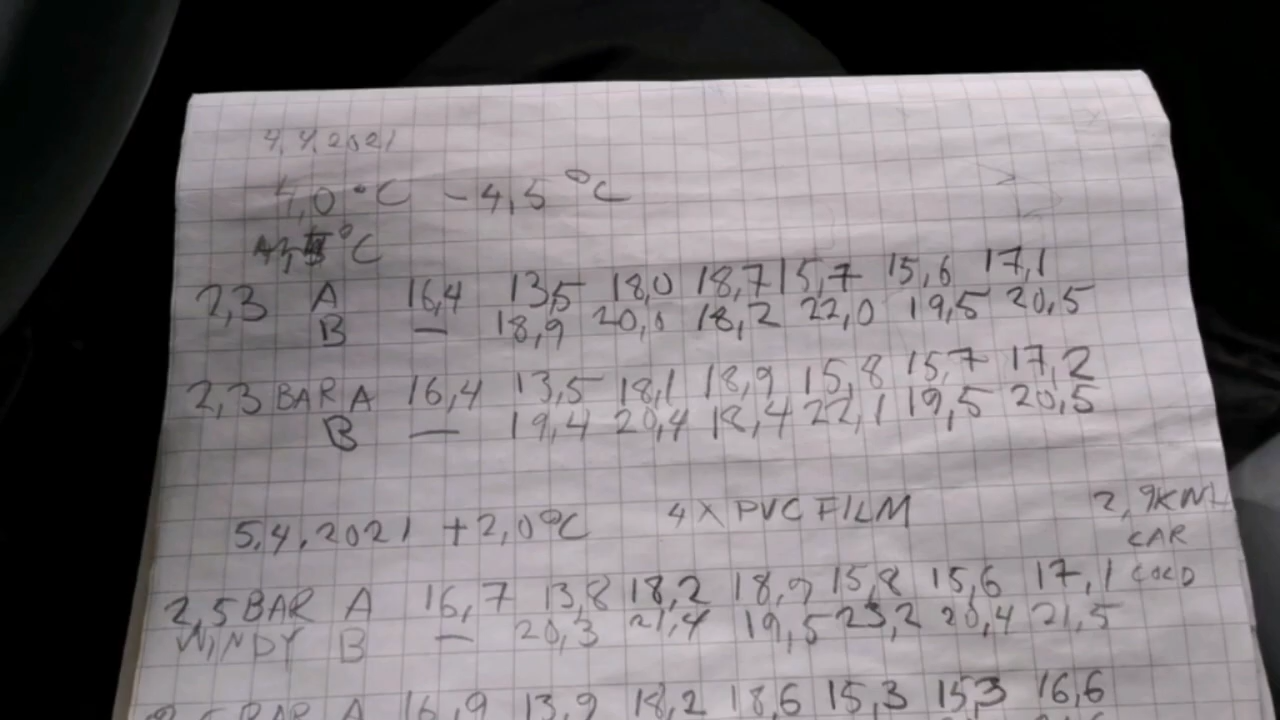 4.4.2021
4,0°C -4,5°C
°C
2,3 A 16,4 13,5 18,0 18,7 15,7 15,6 17,1
B — 18,9 20,0 18,2 22,0 19,5 20,5
2,3 BAR A 16,4 13,5 18,1 18,9 15,8 15,7 17,2
B — 19,4 20,4 18,4 22,1 19,5 20,5
5.4.2021 +2,0°C 4X PVC FILM 2,9KM
CAR
2,5 BAR A 16,7 13,8 18,2 18,9 15,8 15,6 17,1 COLD
WINDY B — 20,3 21,4 19,5 23,2 20,4 21,5
BAR A 16,9 13,9 18,2 18,6 15,3 15,3 16,6